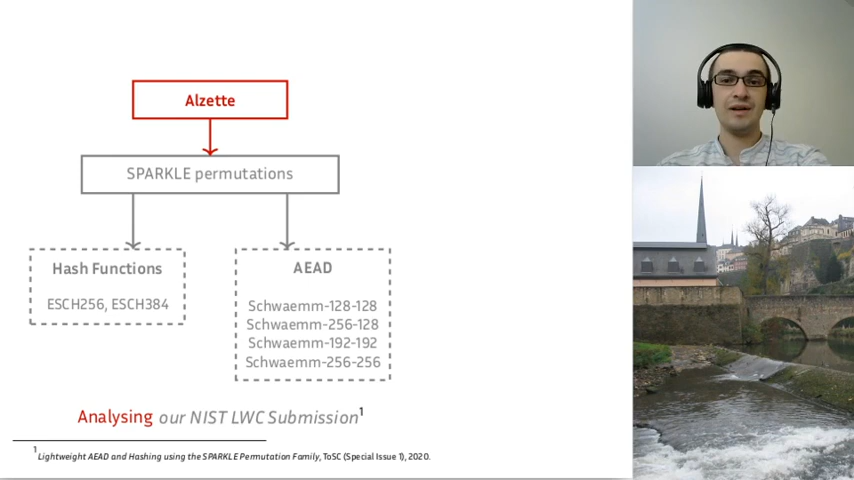 Alzette
SPARKLE permutations
Hash Functions
ESCH256, ESCH384
AEAD
Schwaemm-128-128
Schwaemm-256-128
Schwaemm-192-192
Schwaemm-256-256
Analysing our NIST LWC Submission¹
¹ Lightweight AEAD and Hashing using the SPARKLE Permutation Family, ToSC (Special Issue 1), 2020.